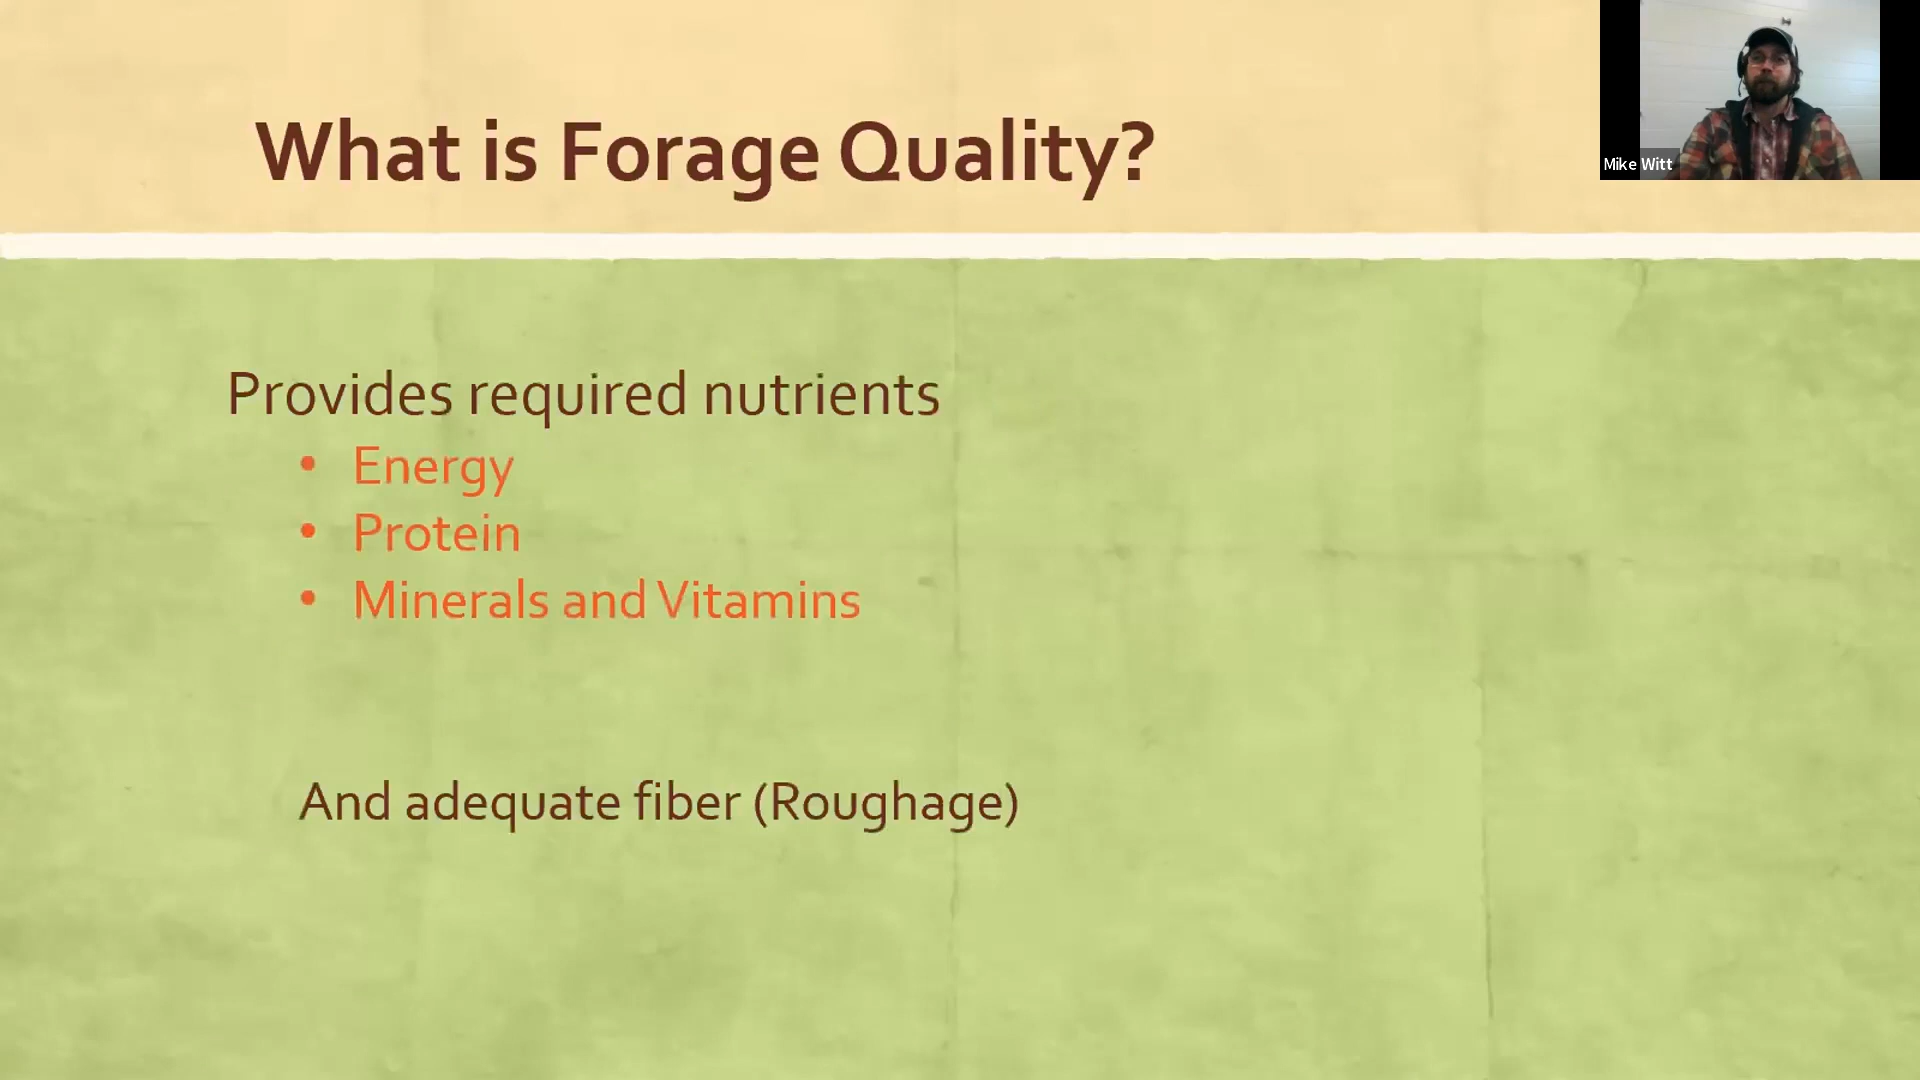 What is Forage Quality?
Mike Witt
Provides required nutrients
• Energy
• Protein
• Minerals and Vitamins
And adequate fiber (Roughage)